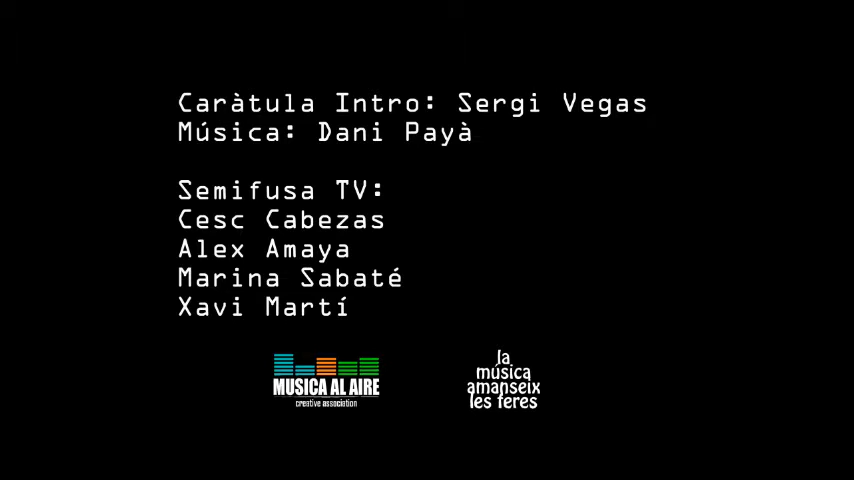 Caràtula Intro: Sergi Vegas
Música: Dani Payà
Semifusa TV:
Cesc Cabezas
Alex Amaya
Marina Sabaté
Xavi Martí
MUSICA AL AIRE
creative association
la
música
amanseix
les feres